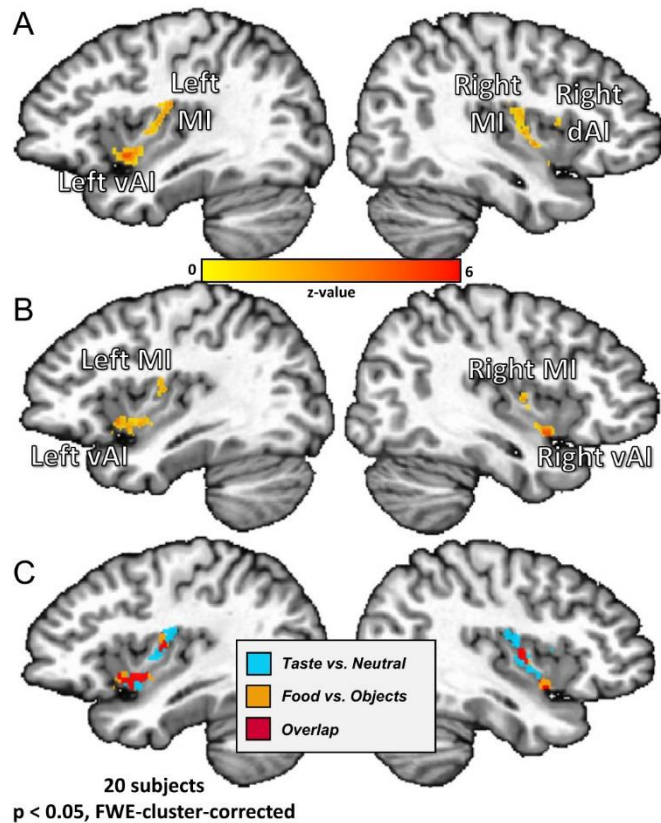 A
Left
MI
Left vAI
Right
MI
Right
dAI
0
6
z-value
B
Left MI
Left vAI
Right MI
Right vAI
C
Taste vs. Neutral
Food vs. Objects
Overlap
20 subjects
p < 0.05, FWE-cluster-corrected